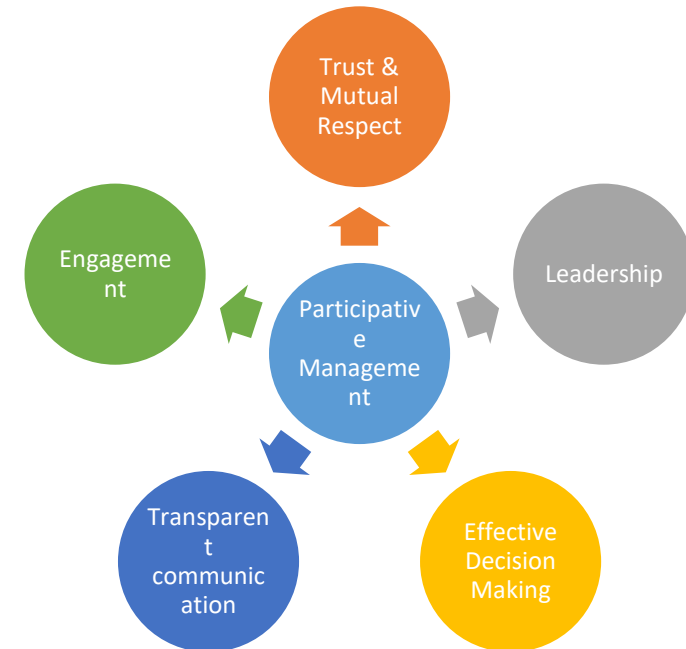 Trust &
Mutual
Respect
Engageme
nt
Leadership
Participativ
e
Manageme
nt
Transparen
t
communic
ation
Effective
Decision
Making